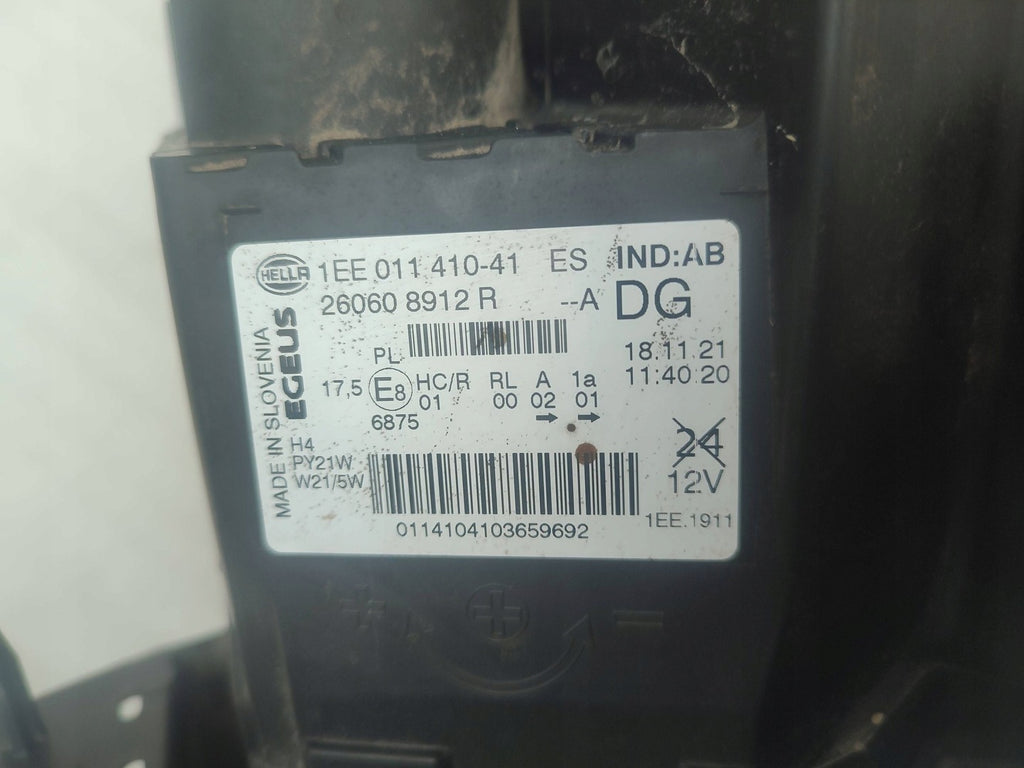 HELLA 1EE 011 410-41 ES IND:AB
26060 8912 R --A DG
MADE IN SLOVENIA
EGEUS
PL
18.11.21
17,5 E8 HC/R RL A 1a
11:40:20
01 00 02 01
6875 → →
H4
PY21W
W21/5W
24
12V
0114104103659692
1EE.1911